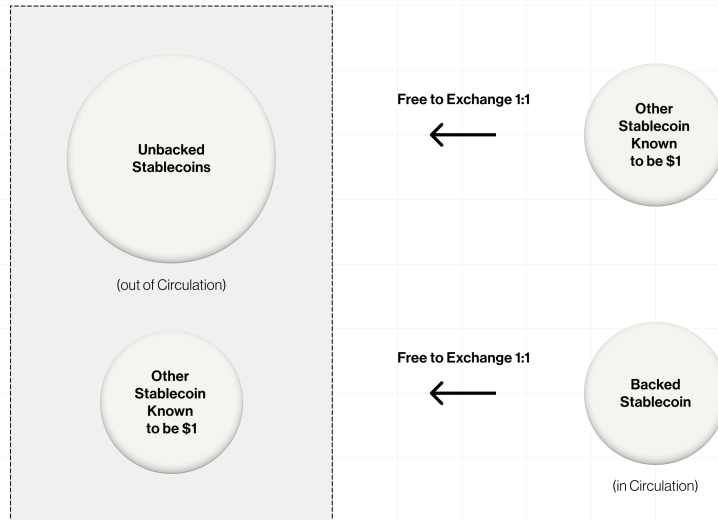 Unbacked
Stablecoins
(out of Circulation)
Free to Exchange 1:1
Other
Stablecoin
Known
to be $1
Other
Stablecoin
Known
to be $1
Free to Exchange 1:1
Backed
Stablecoin
(in Circulation)